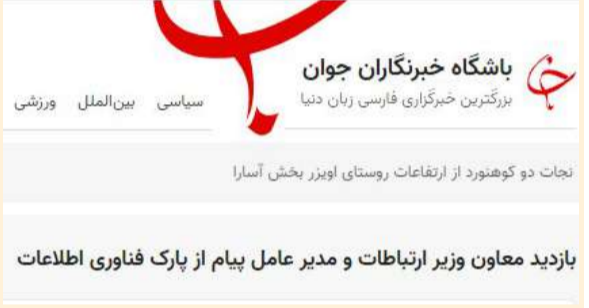 باشگاه خبرنگاران جوان
بزرگترین خبرگزاری فارسی زبان دنیا
سیاسی بین‌الملل ورزشی
نجات دو کوهنورد از ارتفاعات روستای اویزر بخش آسارا
بازدید معاون وزیر ارتباطات و مدیر عامل پیام از پارک فناوری اطلاعات